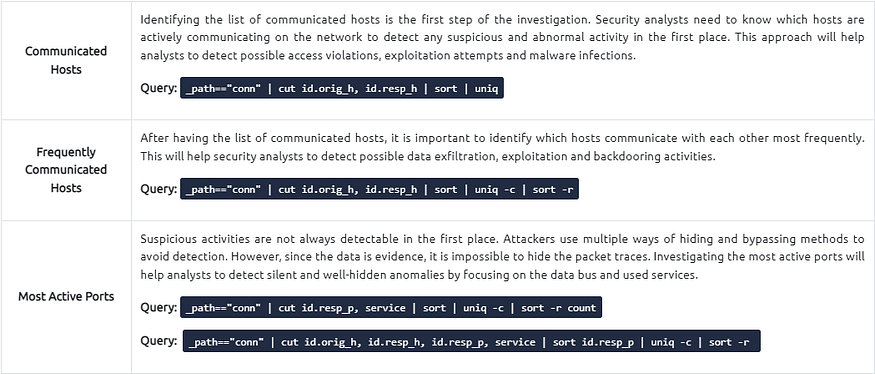 Communicated
Hosts
Identifying the list of communicated hosts is the first step of the investigation. Security analysts need to know which hosts are
actively communicating on the network to detect any suspicious and abnormal activity in the first place. This approach will help
analysts to detect possible access violations, exploitation attempts and malware infections.
Query: _path=="conn" | cut id.orig_h, id.resp_h | sort | uniq
Frequently
Communicated
Hosts
After having the list of communicated hosts, it is important to identify which hosts communicate with each other most frequently.
This will help security analysts to detect possible data exfiltration, exploitation and backdooring activities.
Query: _path=="conn" | cut id.orig_h, id.resp_h | sort | uniq -c | sort -r
Most Active Ports
Suspicious activities are not always detectable in the first place. Attackers use multiple ways of hiding and bypassing methods to
avoid detection. However, since the data is evidence, it is impossible to hide the packet traces. Investigating the most active ports will
help analysts to detect silent and well-hidden anomalies by focusing on the data bus and used services.
Query: _path=="conn" | cut id.resp_p, service | sort | uniq -c | sort -r count
Query: _path=="conn" | cut id.orig_h, id.resp_h, id.resp_p, service | sort id.resp_p | uniq -c | sort -r